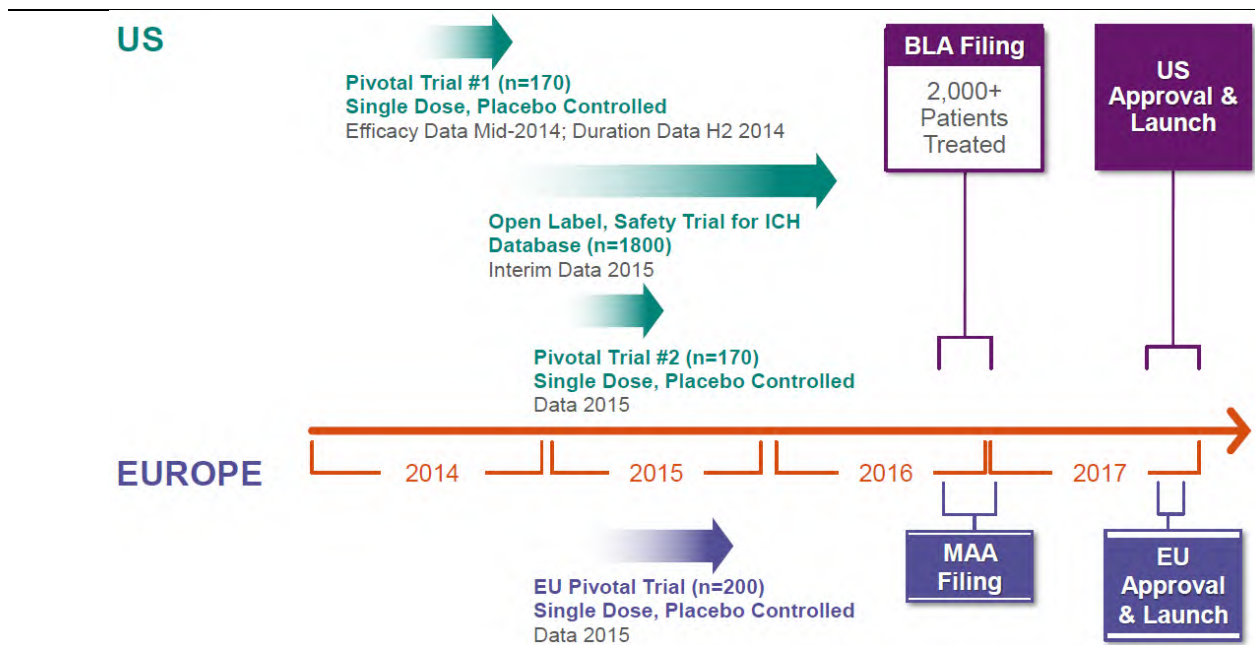 US
Pivotal Trial #1 (n=170)
Single Dose, Placebo Controlled
Efficacy Data Mid-2014; Duration Data H2 2014
BLA Filing
2,000+
Patients
Treated
US
Approval &
Launch
Open Label, Safety Trial for ICH
Database (n=1800)
Interim Data 2015
Pivotal Trial #2 (n=170)
Single Dose, Placebo Controlled
Data 2015
2014
2015
2016
2017
EUROPE
EU Pivotal Trial (n=200)
Single Dose, Placebo Controlled
Data 2015
MAA
Filing
EU
Approval
& Launch